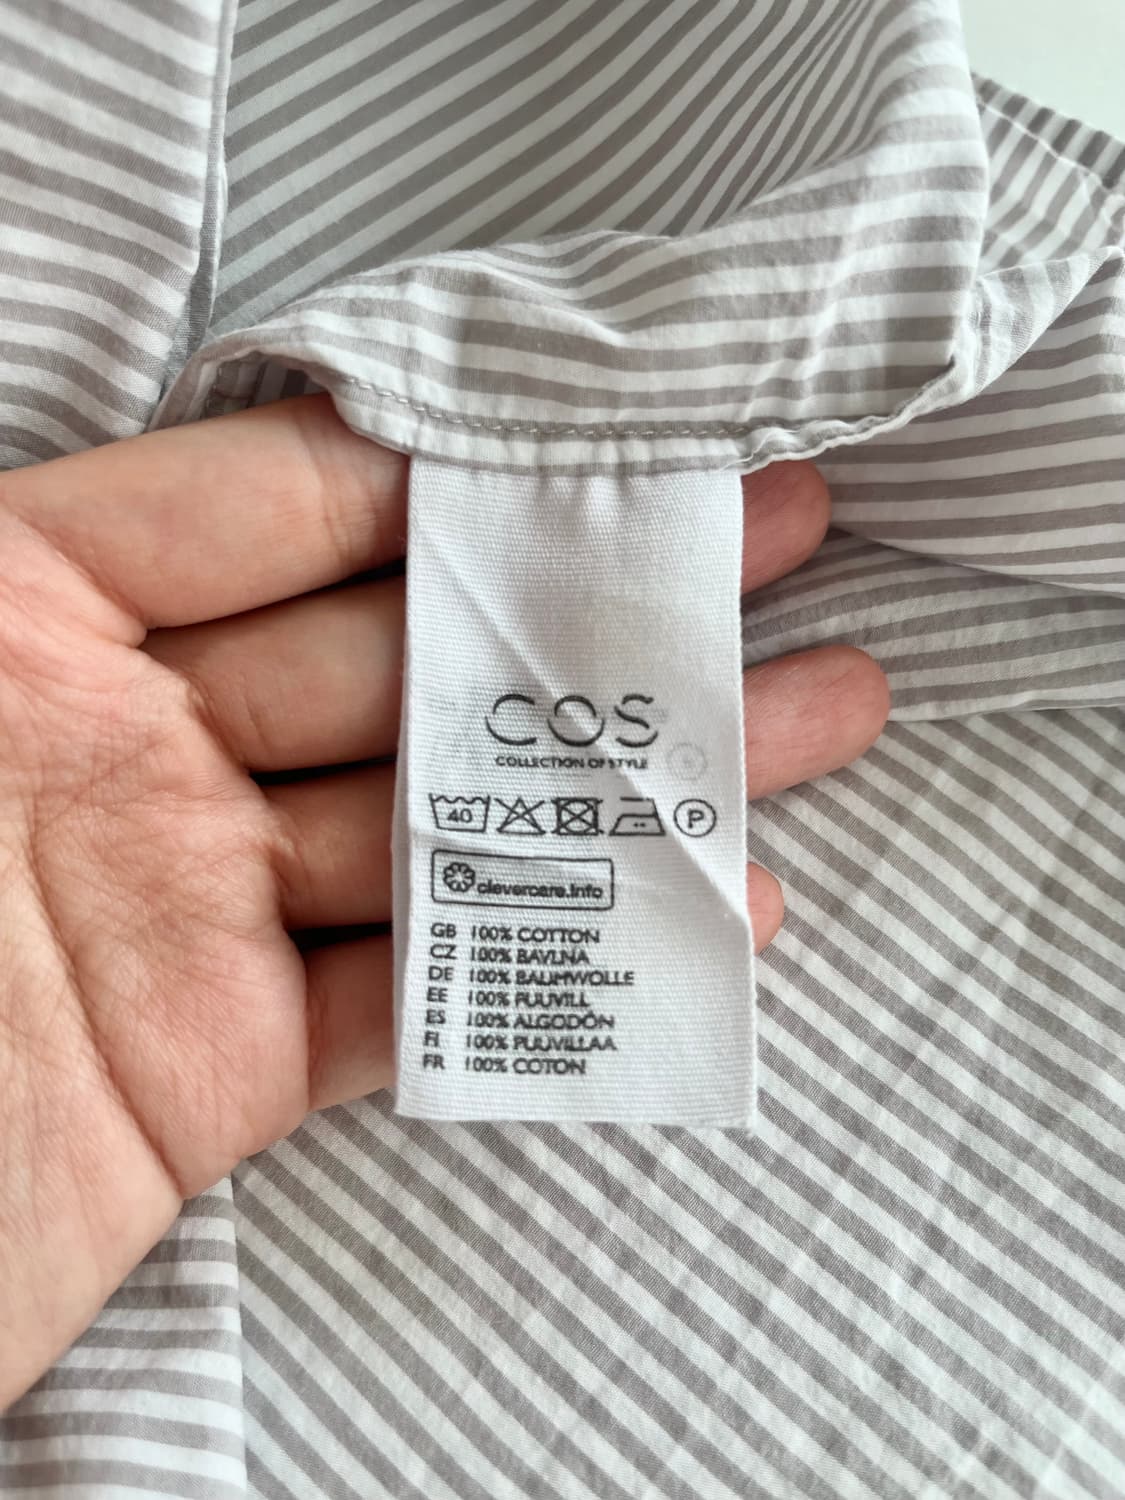 COS
COLLECTION OF STYLE
40 P
clevercare.info
GB 100% COTTON
CZ 100% BAVLNA
DE 100% BAUMWOLLE
EE 100% PUUVILL
ES 100% ALGODÓN
FI 100% PUUVILLAA
FR 100% COTON